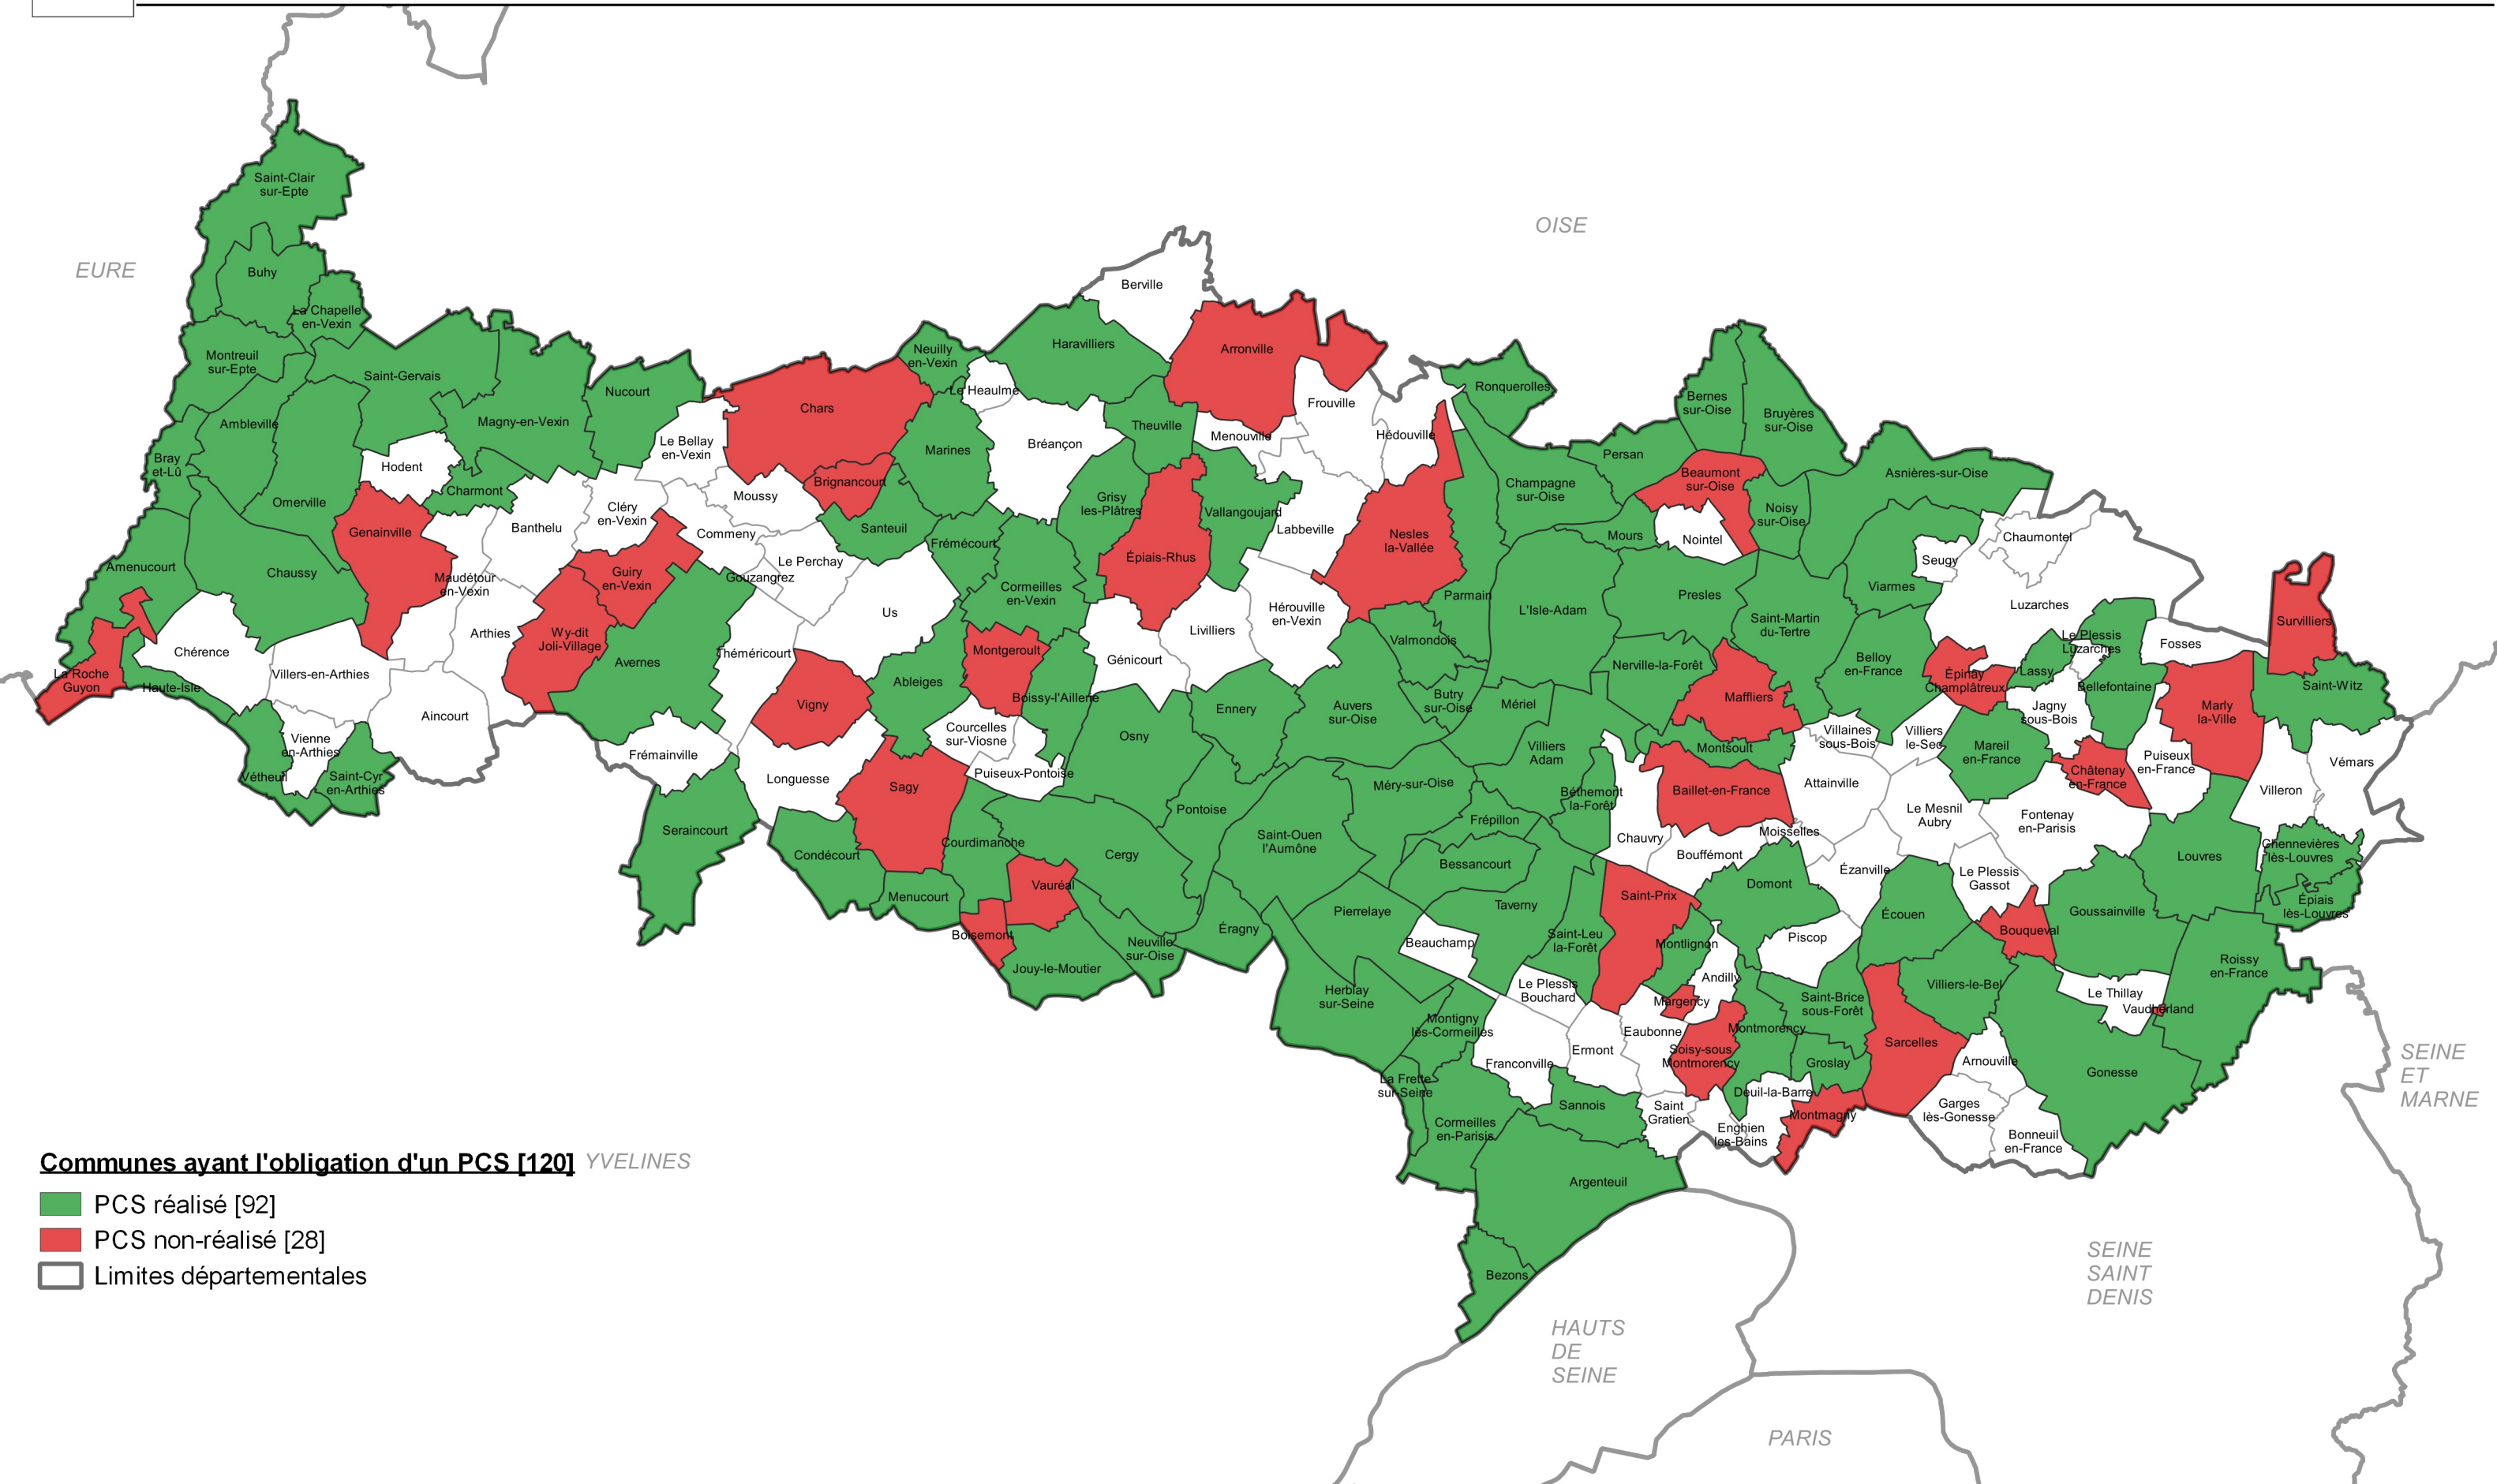 EURE
OISE
Saint-Clair
sur-Epte
Buhy
La Chapelle
en-Vexin
Montreuil
sur-Epte
Saint-Gervais
Ambleville
Magny-en-Vexin
Nucourt
Bray
et-Lû
Hodent
Charmont
Omerville
Genainville
Banthelu
Cléry
en-Vexin
Le Bellay
en-Vexin
Chars
Neuilly
en-Vexin
Le Heaulme
Haravilliers
Berville
Arronville
Frouville
Menouville
Theuville
Bréançon
Marines
Brignancourt
Moussy
Santeuil
Commeny
Le Perchay
Gouzangrez
Guiry
en-Vexin
Amenucourt
Chaussy
Maudétour
en-Vexin
Arthies
Wy-dit
Joli-Village
Avernes
Théméricourt
Us
Frémécourt
Cormeilles
en-Vexin
Grisy
les-Plâtres
Épiais-Rhus
Vallangoujard
Labbeville
Hédouville
Nesles
la-Vallée
Ronquerolles
Champagne
sur-Oise
Persan
Bernes
sur-Oise
Bruyères
sur-Oise
Beaumont
sur-Oise
Noisy
sur-Oise
Asnières-sur-Oise
Mours
Nointel
Seugy
Viarmes
Chaumontel
Luzarches
Parmain
L'Isle-Adam
Presles
Saint-Martin
du-Tertre
Hérouville
en-Vexin
Livilliers
Génicourt
Valmondois
Nerville-la-Forêt
Maffliers
Belloy
en-France
Épinay
Champlâtreux
Lassy
Le Plessis
Luzarches
Bellefontaine
Fosses
Survilliers
Saint-Witz
Marly
la-Ville
Jagny
sous-Bois
Chérence
La Roche
Guyon
Haute-Isle
Villers-en-Arthies
Aincourt
Vienne
en-Arthies
Vétheuil
Saint-Cyr
en-Arthies
Frémainville
Seraincourt
Vigny
Longuesse
Ableiges
Montgeroult
Boissy-l'Aillerie
Courcelles
sur-Viosne
Puiseux-Pontoise
Sagy
Condécourt
Menucourt
Courdimanche
Vauréal
Boisemont
Jouy-le-Moutier
Cergy
Osny
Ennery
Pontoise
Neuville
sur-Oise
Éragny
Auvers
sur-Oise
Butry
sur-Oise
Mériel
Villiers
Adam
Méry-sur-Oise
Frépillon
Béthemont
la-Forêt
Saint-Ouen
l'Aumône
Bessancourt
Taverny
Pierrelaye
Beauchamp
Herblay
sur-Seine
Montigny
lès-Cormeilles
La Frette
sur-Seine
Cormeilles
en-Parisis
Franconville
Le Plessis
Bouchard
Saint-Leu
la-Forêt
Saint-Prix
Chauvry
Montsoult
Baillet-en-France
Villaines
sous-Bois
Villiers
le-Sec
Mareil
en-France
Châtenay
en-France
Puiseux
en-France
Villeron
Vémars
Attainville
Moisselles
Bouffémont
Le Mesnil
Aubry
Fontenay
en-Parisis
Louvres
Chennevières
lès-Louvres
Épiais
lès-Louvres
Domont
Ézanville
Le Plessis
Gassot
Écouen
Bouqueval
Goussainville
Roissy
en-France
Piscop
Montlignon
Andilly
Margency
Eaubonne
Ermont
Soisy-sous
Montmorency
Montmorency
Saint-Brice
sous-Forêt
Groslay
Villiers-le-Bel
Sarcelles
Le Thillay
Vaudherland
Arnouville
Gonesse
Garges
lès-Gonesse
Bonneuil
en-France
Deuil-la-Barre
Montmagny
Enghien
les-Bains
Saint
Gratien
Sannois
Argenteuil
Bezons
SEINE
ET
MARNE
SEINE
SAINT
DENIS
HAUTS
DE
SEINE
PARIS
YVELINES
Communes ayant l'obligation d'un PCS [120]
PCS réalisé [92]
PCS non-réalisé [28]
Limites départementales